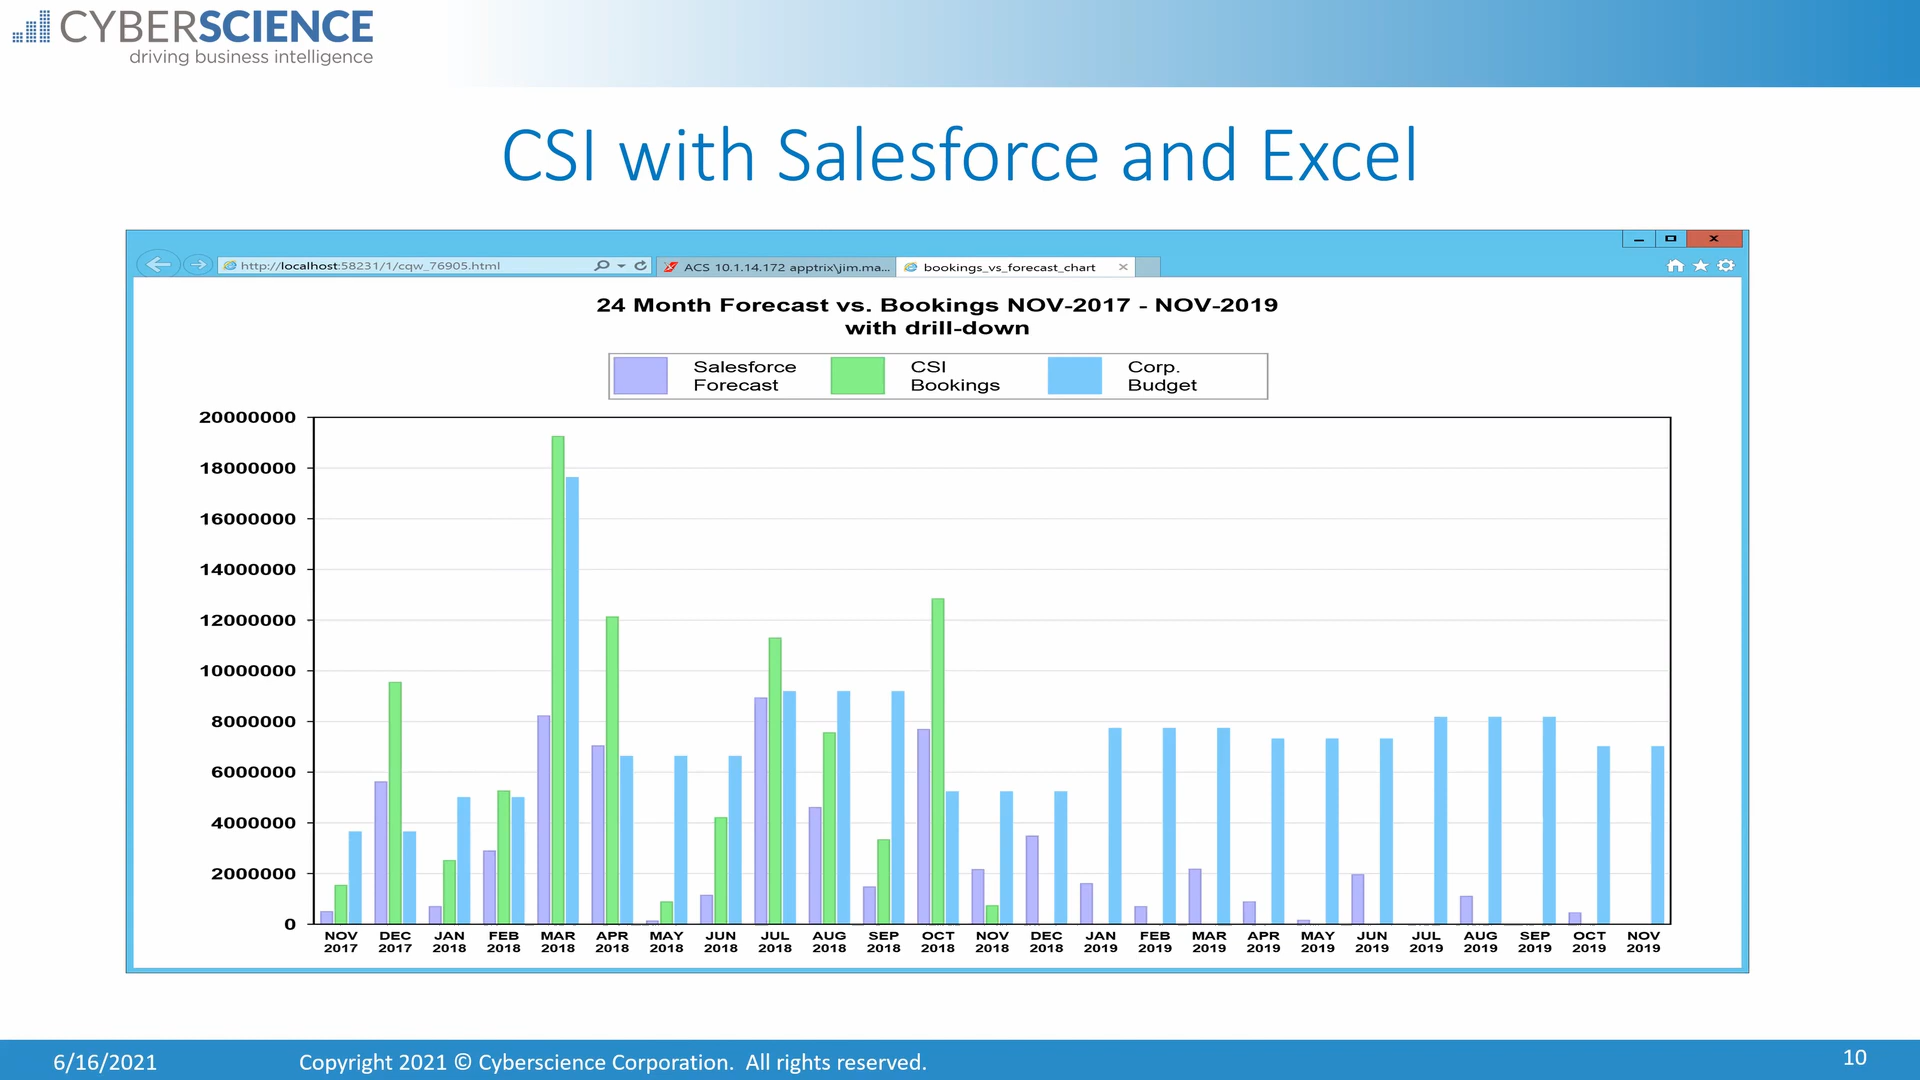 CYBERSCIENCE
driving business intelligence
CSI with Salesforce and Excel
http://localhost:58231/1/cqw_76905.html
ACS 10.1.14.172 apptrix\jim.ma...
bookings_vs_forecast_chart
24 Month Forecast vs. Bookings NOV-2017 - NOV-2019
with drill-down
Salesforce Forecast
CSI Bookings
Corp. Budget
20000000
18000000
16000000
14000000
12000000
10000000
8000000
6000000
4000000
2000000
0
NOV DEC JAN FEB MAR APR MAY JUN JUL AUG SEP OCT NOV DEC JAN FEB MAR APR MAY JUN JUL AUG SEP OCT NOV
2017 2017 2018 2018 2018 2018 2018 2018 2018 2018 2018 2018 2018 2018 2019 2019 2019 2019 2019 2019 2019 2019 2019 2019 2019
6/16/2021
Copyright 2021 © Cyberscience Corporation. All rights reserved.
10